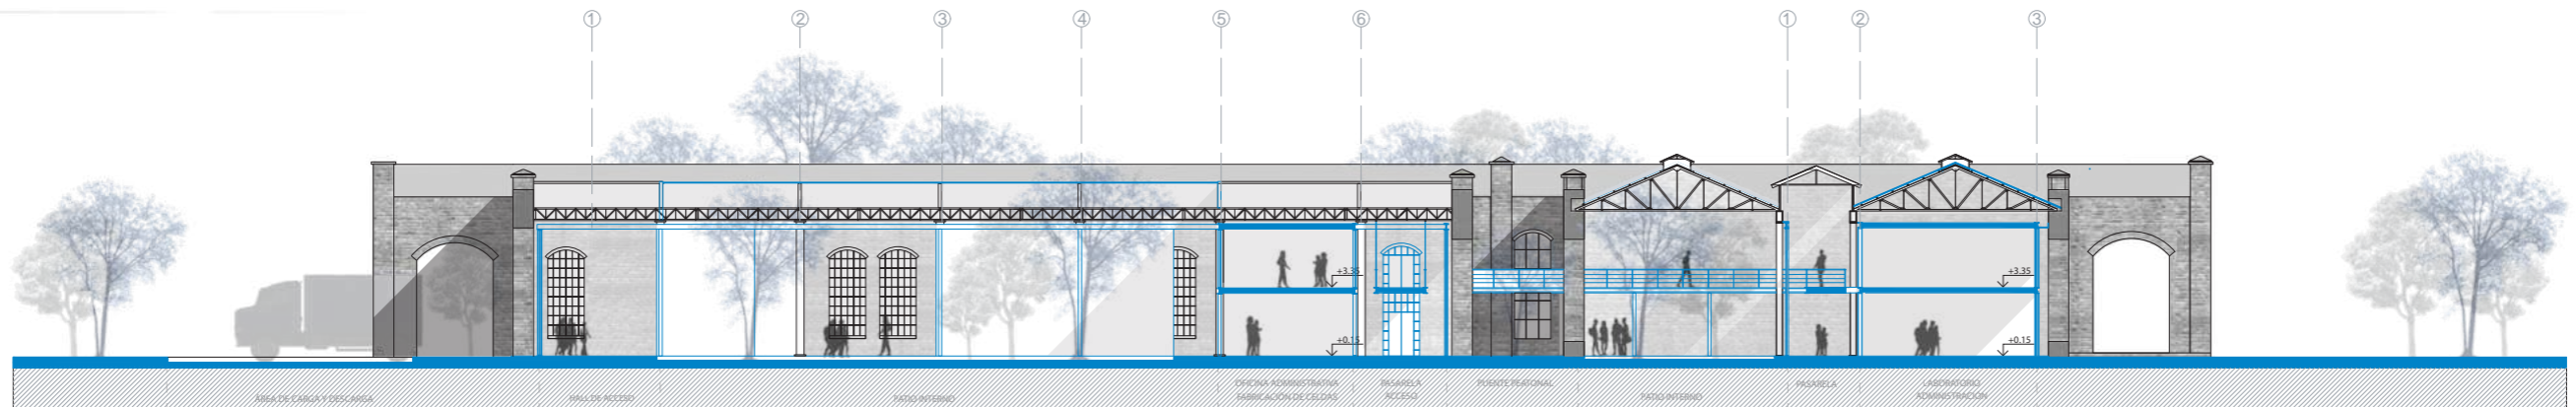 1 2 3 4 5 6 1 2 3
+3.35
+3.35
+0.15
+0.15
ÁREA DE CARGA Y DESCARGA
HALL DE ACCESO
PATIO INTERNO
OFICINA ADMINISTRATIVA
FABRICACIÓN DE CELDAS
PASARELA
ACCESO
PUENTE PEATONAL
PATIO INTERNO
PASARELA
LABORATORIO
ADMINISTRACIÓN